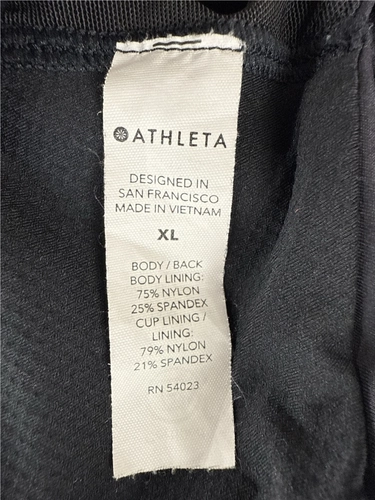 ATHLETA
DESIGNED IN
SAN FRANCISCO
MADE IN VIETNAM
XL
BODY / BACK
BODY LINING:
75% NYLON
25% SPANDEX
CUP LINING /
LINING:
79% NYLON
21% SPANDEX
RN 54023